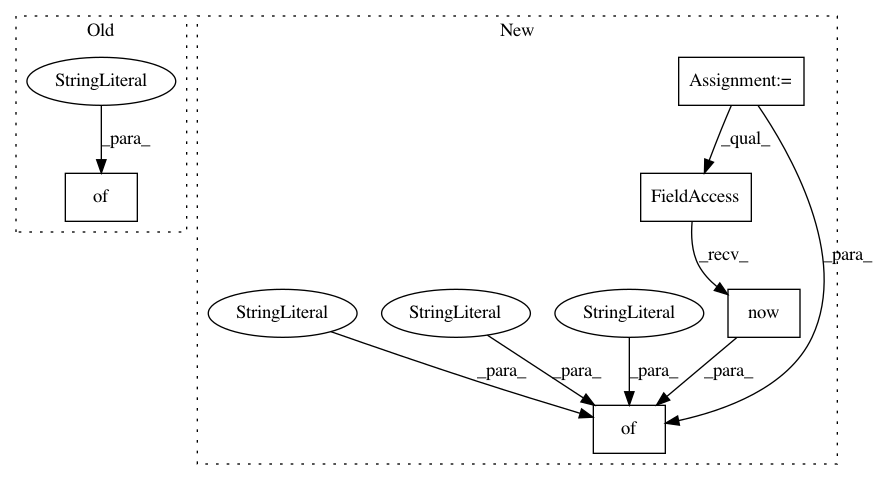 Old
New
StringLiteral
Assignment:=
_para_
_qual_
of
FieldAccess
_recv_
_para_
StringLiteral
StringLiteral
StringLiteral
now
_para_
_para_
_para_
_para_
of